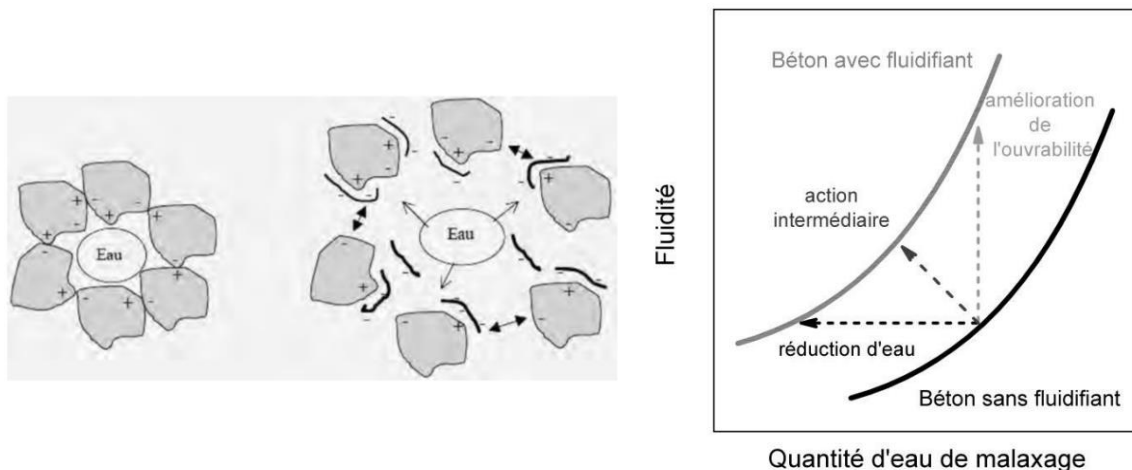 Eau
Eau
Béton avec fluidifiant
amélioration
de
l'ouvrabilité
action
intermédiaire
réduction d'eau
Béton sans fluidifiant
Fluidité
Quantité d'eau de malaxage